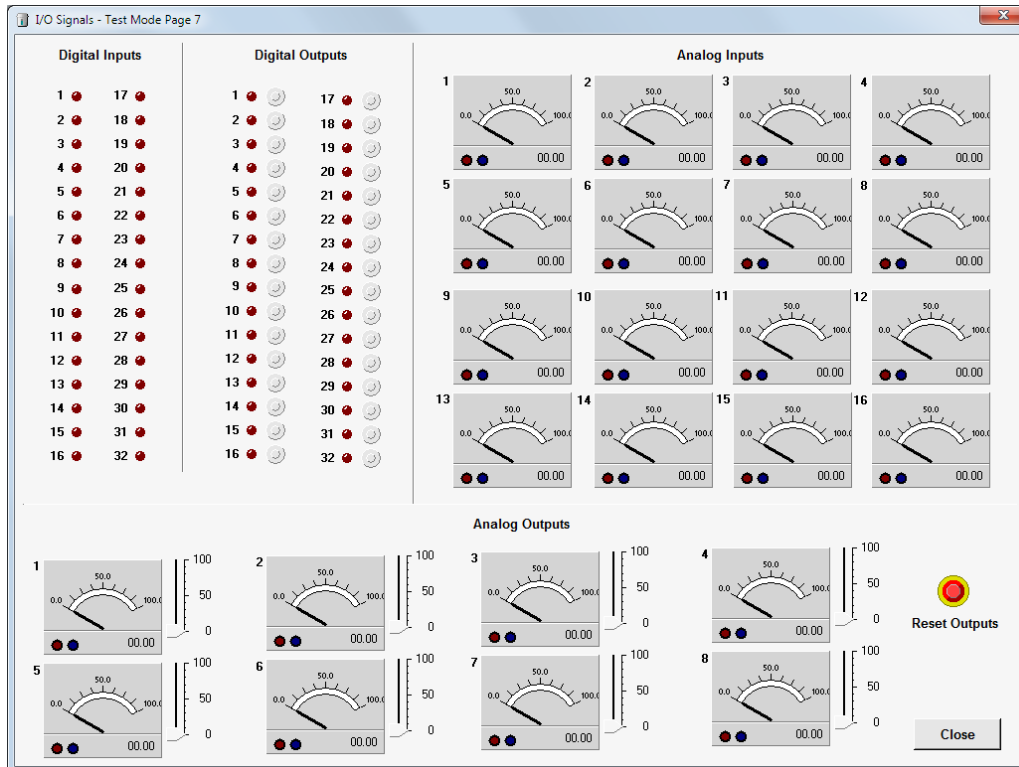 I/O Signals - Test Mode Page 7
Digital Inputs
1 17
2 18
3 19
4 20
5 21
6 22
7 23
8 24
9 25
10 26
11 27
12 28
13 29
14 30
15 31
16 32
Digital Outputs
1 17
2 18
3 19
4 20
5 21
6 22
7 23
8 24
9 25
10 26
11 27
12 28
13 29
14 30
15 31
16 32
Analog Inputs
1 0.0 50.0 100.0 00.00
2 0.0 50.0 100.0 00.00
3 0.0 50.0 100.0 00.00
4 0.0 50.0 100.0 00.00
5 0.0 50.0 100.0 00.00
6 0.0 50.0 100.0 00.00
7 0.0 50.0 100.0 00.00
8 0.0 50.0 100.0 00.00
9 0.0 50.0 100.0 00.00
10 0.0 50.0 100.0 00.00
11 0.0 50.0 100.0 00.00
12 0.0 50.0 100.0 00.00
13 0.0 50.0 100.0 00.00
14 0.0 50.0 100.0 00.00
15 0.0 50.0 100.0 00.00
16 0.0 50.0 100.0 00.00
Analog Outputs
1 0.0 50.0 100.0 00.00 100 50 0
2 0.0 50.0 100.0 00.00 100 50 0
3 0.0 50.0 100.0 00.00 100 50 0
4 0.0 50.0 100.0 00.00 100 50 0
Reset Outputs
5 0.0 50.0 100.0 00.00 100 50 0
6 0.0 50.0 100.0 00.00 100 50 0
7 0.0 50.0 100.0 00.00 100 50 0
8 0.0 50.0 100.0 00.00 100 50 0
Close